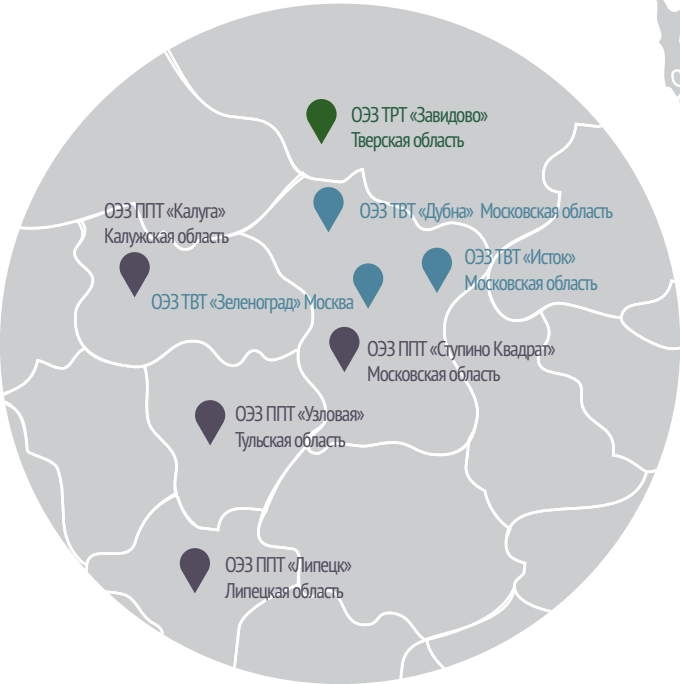 ОЭЗ ТРТ «Завидово»
Тверская область
ОЭЗ ППТ «Калуга»
Калужская область
ОЭЗ ТВТ «Дубна» Московская область
ОЭЗ ТВТ «Исток»
Московская область
ОЭЗ ТВТ «Зеленоград» Москва
ОЭЗ ППТ «Ступино Квадрат»
Московская область
ОЭЗ ППТ «Узловая»
Тульская область
ОЭЗ ППТ «Липецк»
Липецкая область